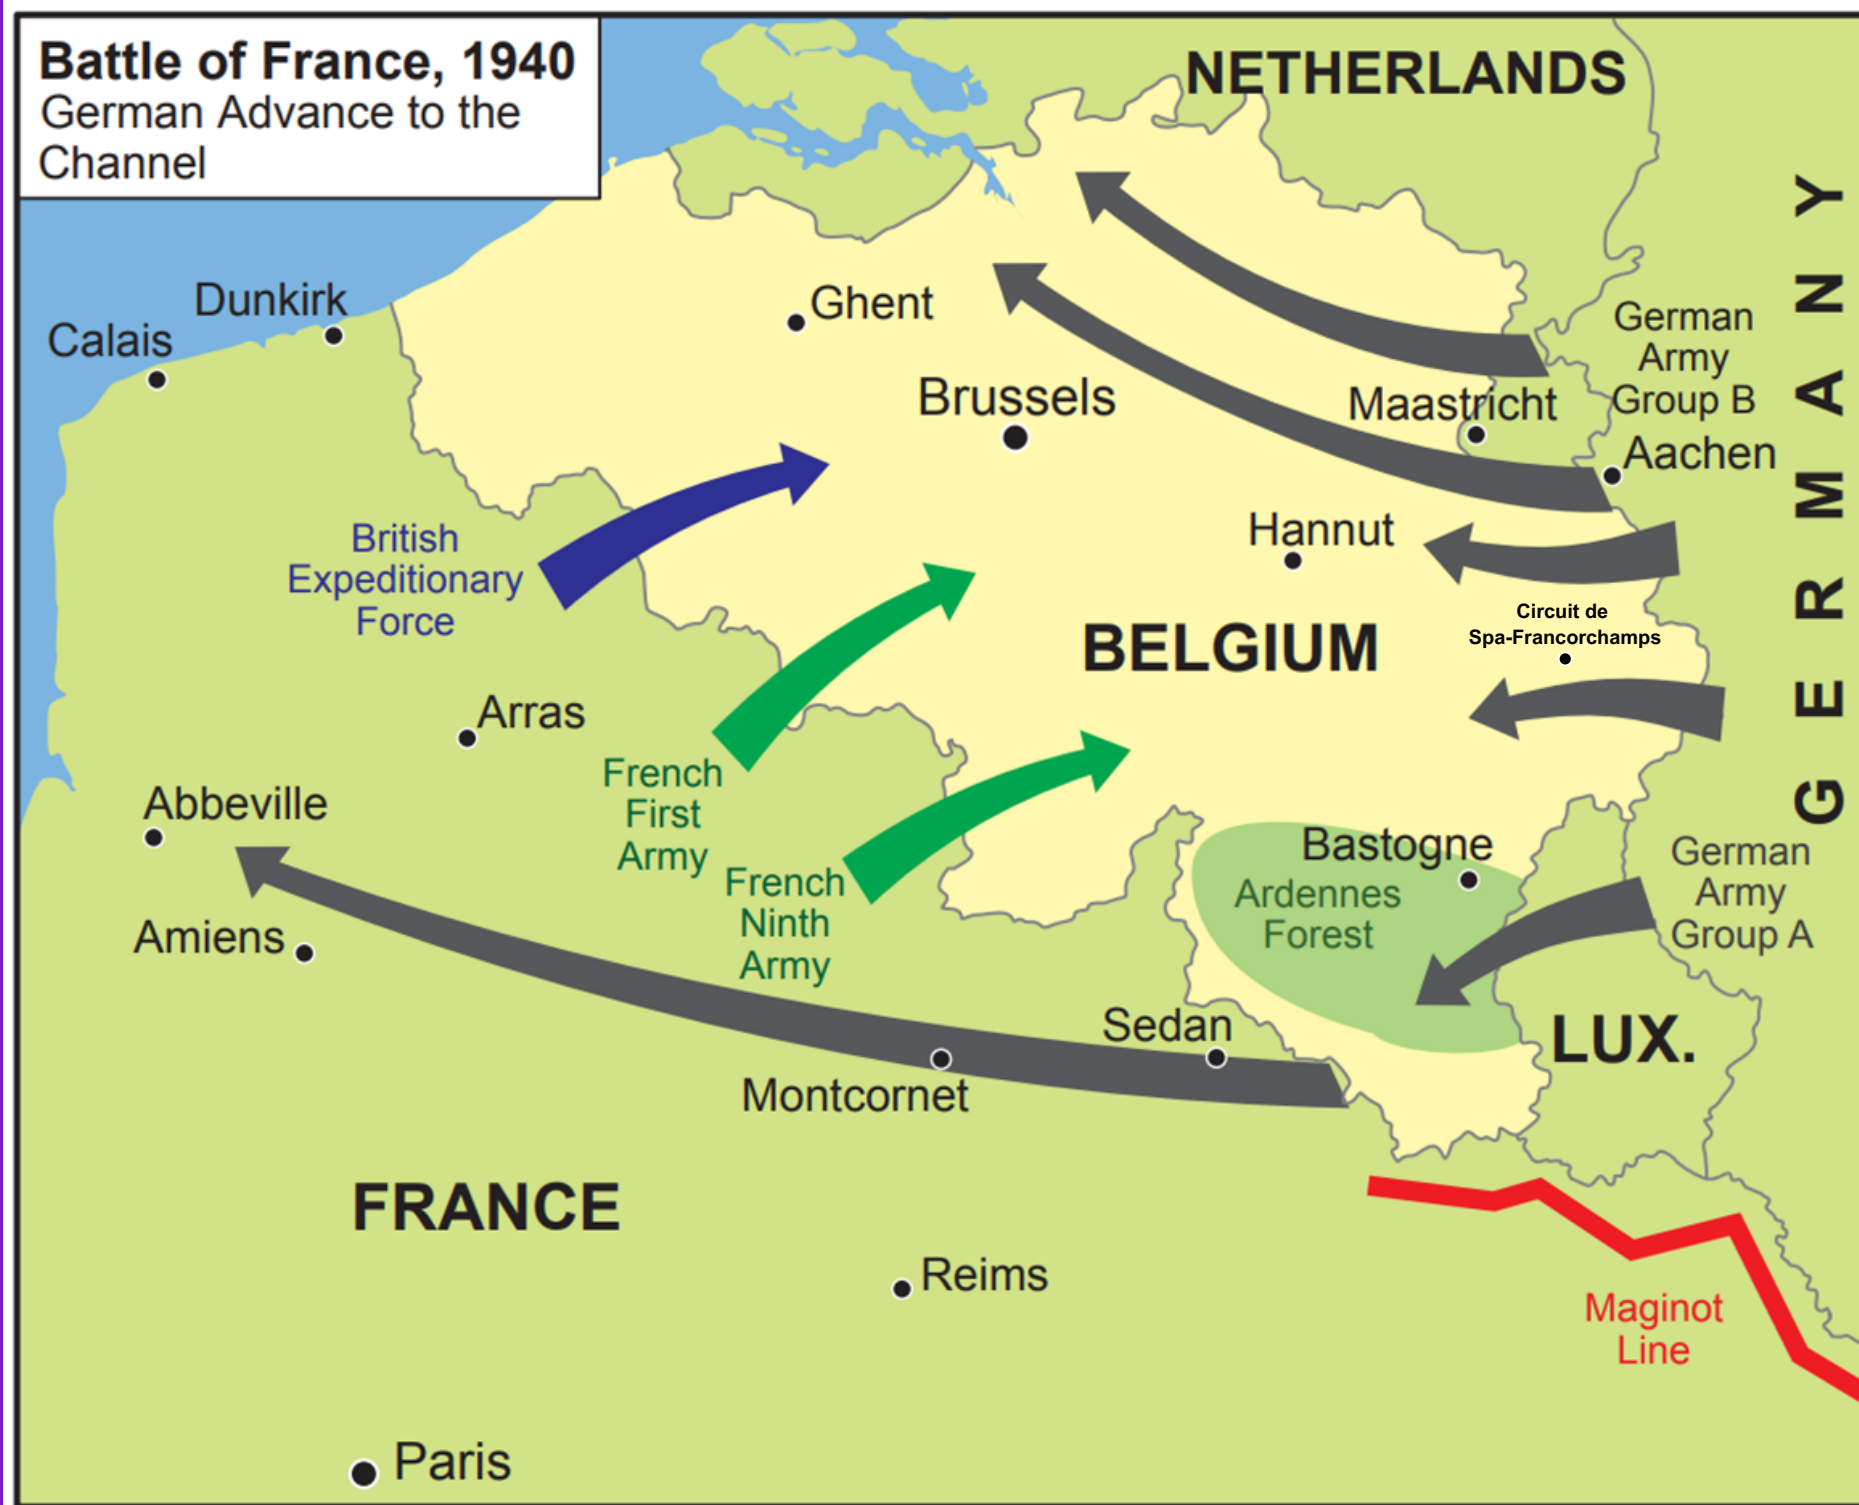 Battle of France, 1940
German Advance to the
Channel
NETHERLANDS
GERMANY
Dunkirk
Calais
Ghent
Brussels
German
Army
Group B
Maastricht
Aachen
Hannut
British
Expeditionary
Force
Circuit de
Spa-Francorchamps
BELGIUM
Arras
French
First
Army
Abbeville
French
Ninth
Army
Bastogne
Ardennes
Forest
German
Army
Group A
Amiens
Sedan
LUX.
Montcornet
FRANCE
Reims
Maginot
Line
Paris